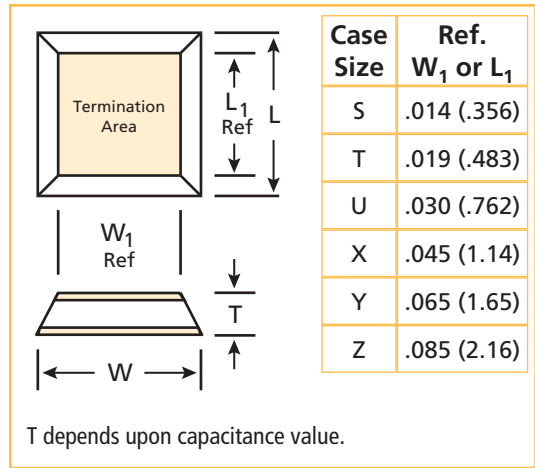 Termination
Area
L1
Ref
L
W1
Ref
T
W
Case
Size
Ref.
W1 or L1
S .014 (.356)
T .019 (.483)
U .030 (.762)
X .045 (1.14)
Y .065 (1.65)
Z .085 (2.16)
T depends upon capacitance value.